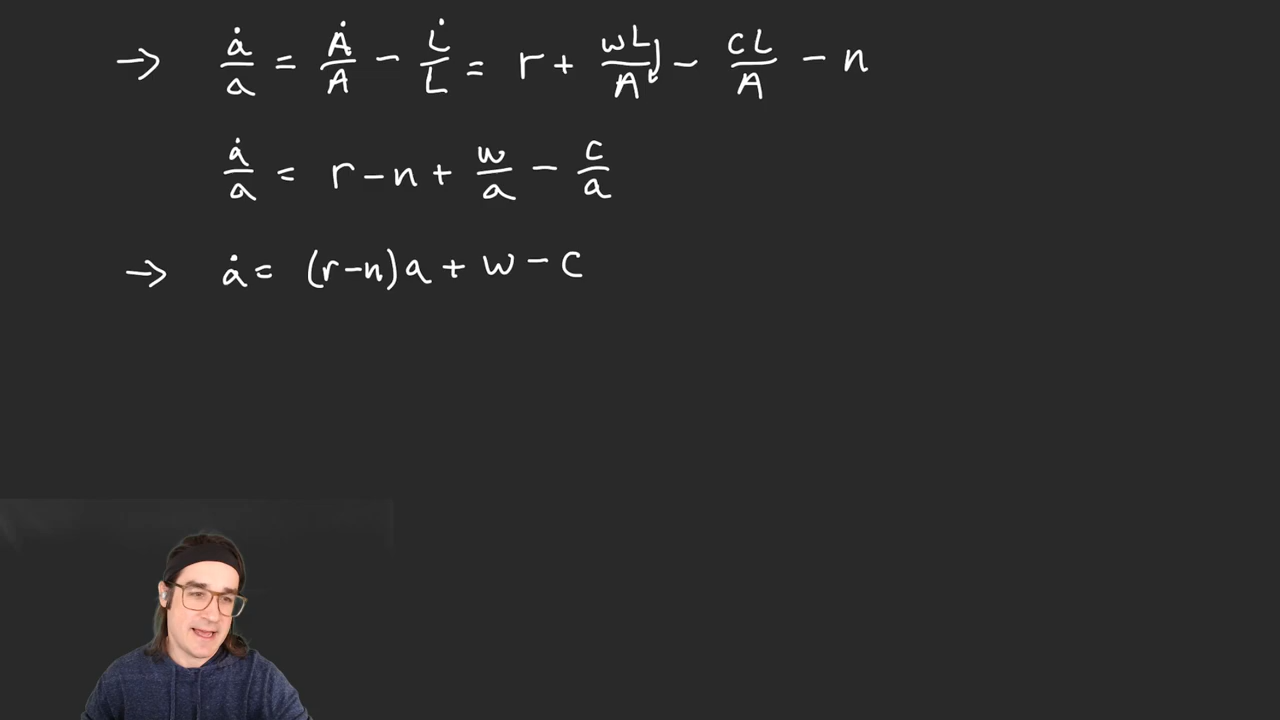 → ȧ/a = Ȧ/A − L̇/L = r + wL/A − cL/A − n
ȧ/a = r − n + w/a − c/a
→ ȧ = (r−n)a + w − c